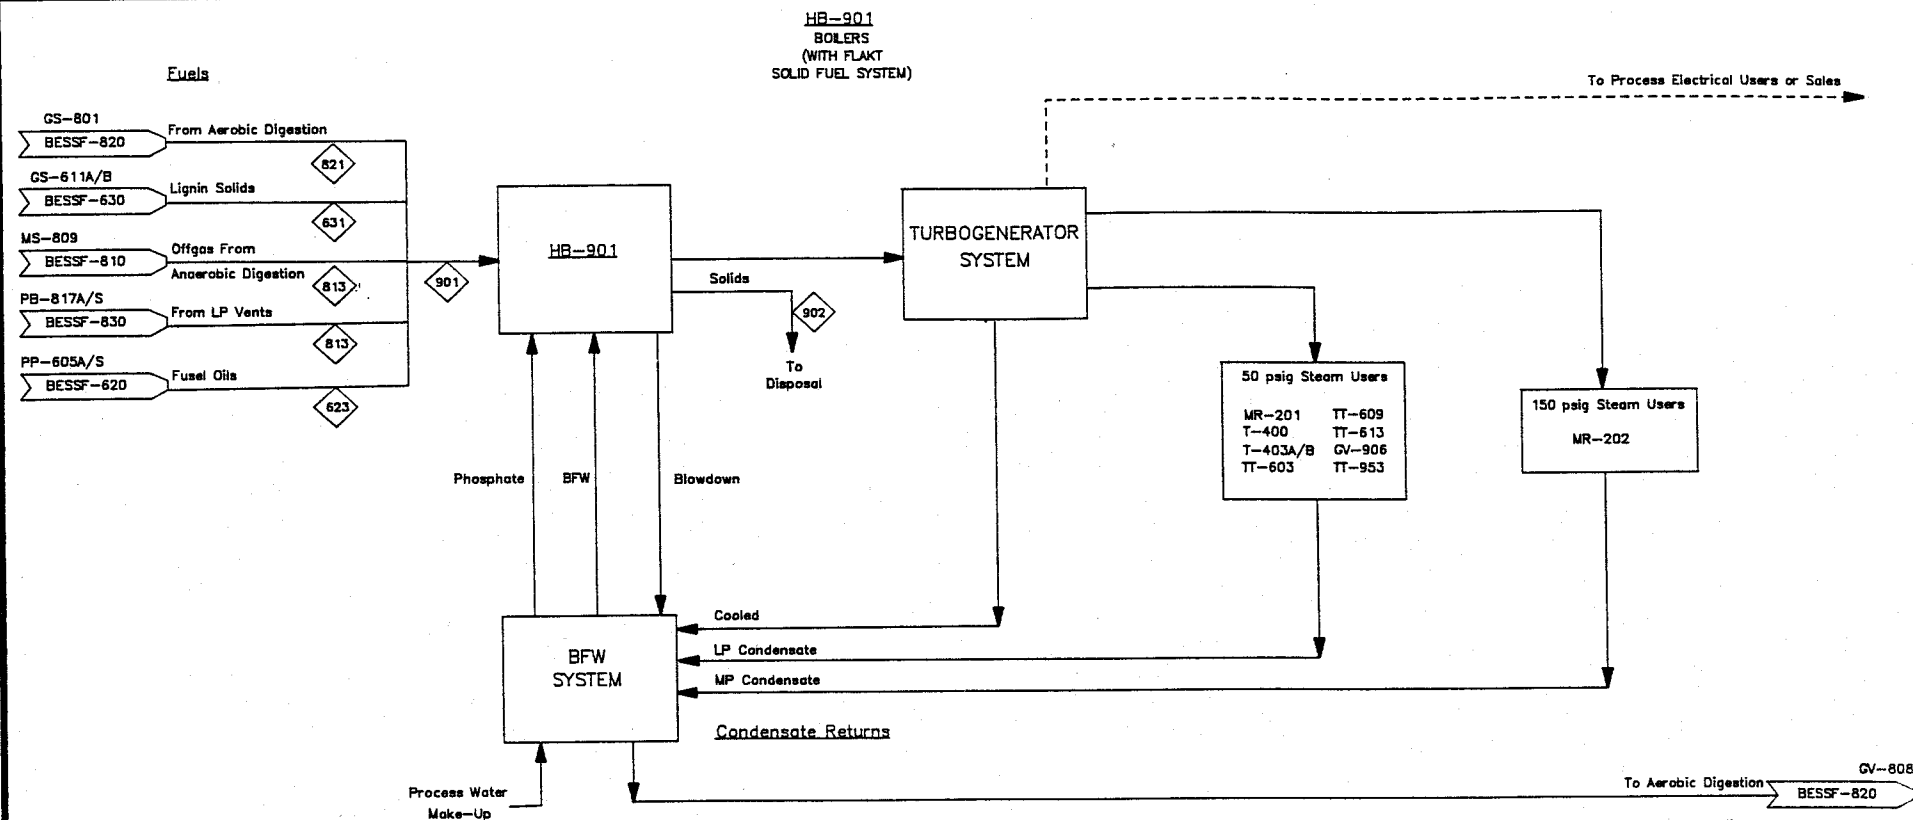 HB-901
BOILERS
(WITH FLAKT
SOLID FUEL SYSTEM)
Fuels
To Process Electrical Users or Sales
GS-801
BESSF-820
From Aerobic Digestion
821
GS-611A/B
BESSF-630
Lignin Solids
631
MS-809
BESSF-810
Offgas From
Anaerobic Digestion
813
901
PB-817A/S
BESSF-830
From LP Vents
813
PP-605A/S
BESSF-620
Fusel Oils
623
HB-901
Solids
902
To
Disposal
TURBOGENERATOR
SYSTEM
50 psig Steam Users
MR-201 TT-609
T-400 TT-613
T-403A/B GV-906
TT-603 TT-953
150 psig Steam Users
MR-202
Phosphate
BFW
Blowdown
BFW
SYSTEM
Cooled
LP Condensate
MP Condensate
Condensate Returns
Process Water
Make-Up
To Aerobic Digestion
GV-808
BESSF-820